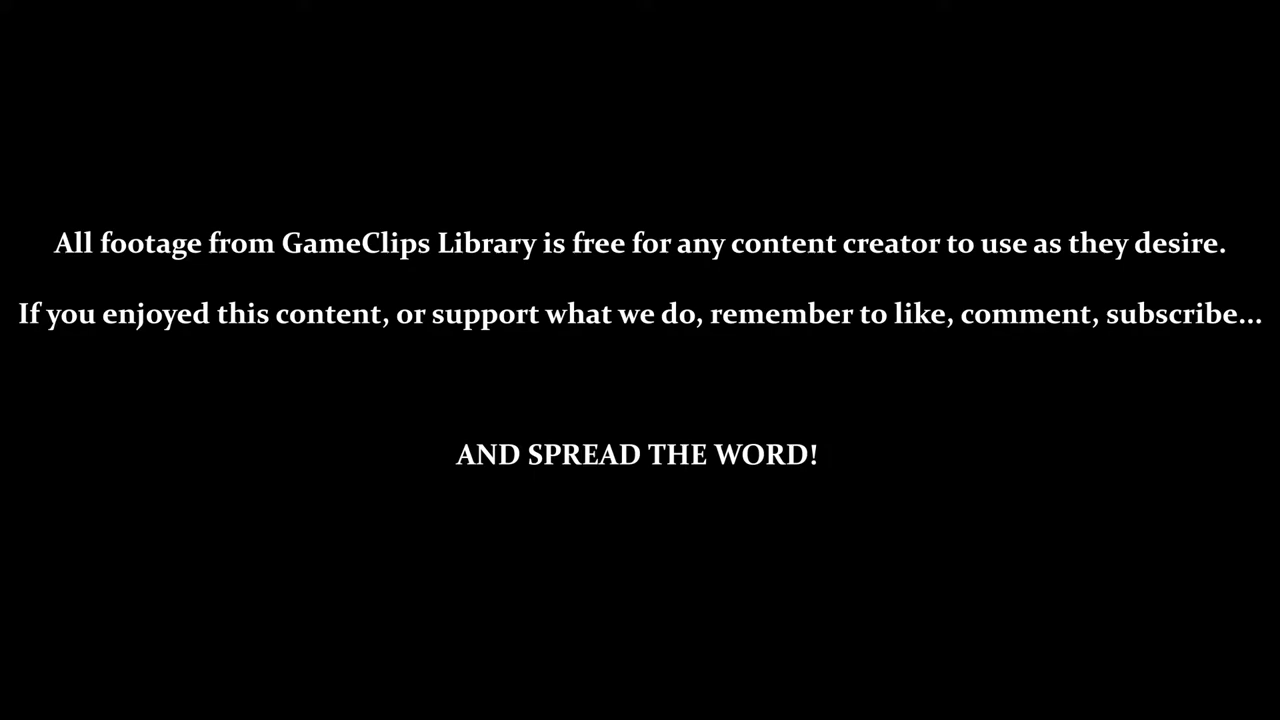 All footage from GameClips Library is free for any content creator to use as they desire.
If you enjoyed this content, or support what we do, remember to like, comment, subscribe...
AND SPREAD THE WORD!